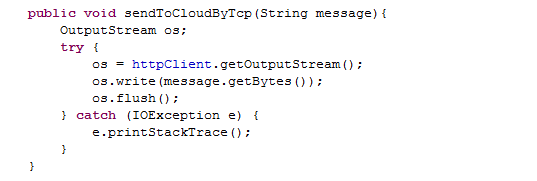 public void sendToCloudByTcp(String message){
    OutputStream os;
    try {
        os = httpClient.getOutputStream();
        os.write(message.getBytes());
        os.flush();
    } catch (IOException e) {
        e.printStackTrace();
    }
}